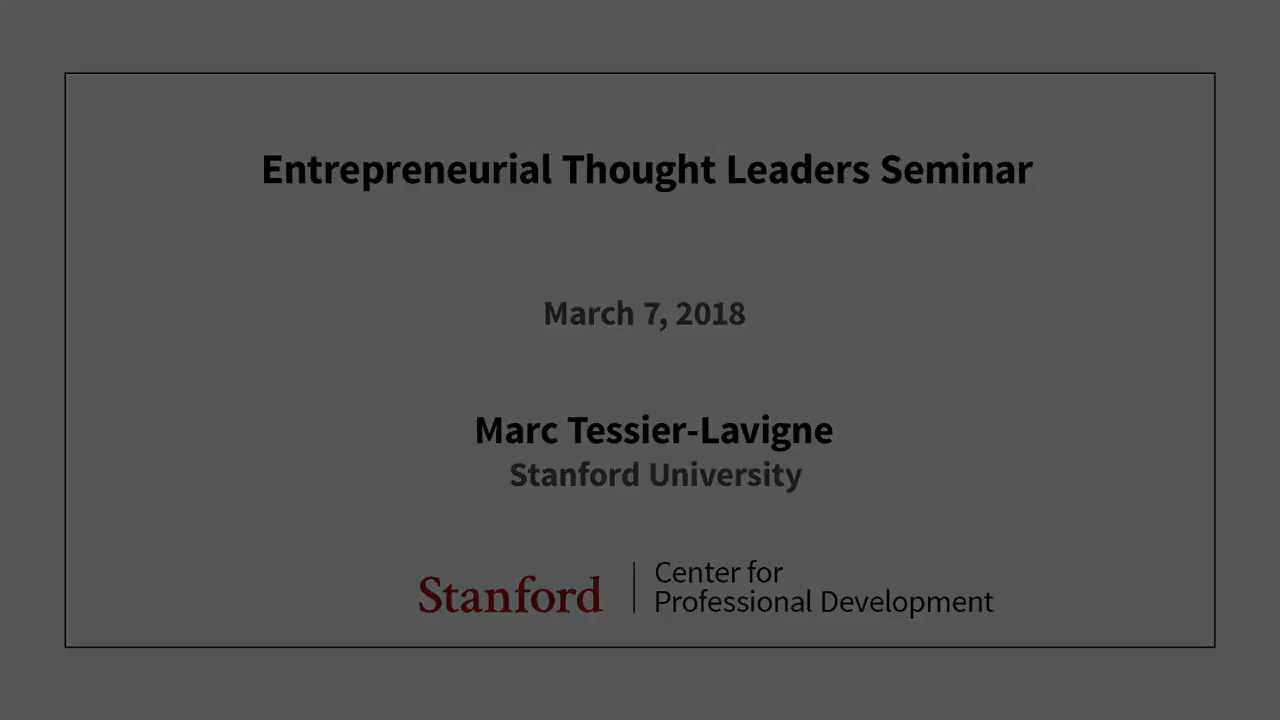 Entrepreneurial Thought Leaders Seminar
March 7, 2018
Marc Tessier-Lavigne
Stanford University
Stanford
Center for
Professional Development